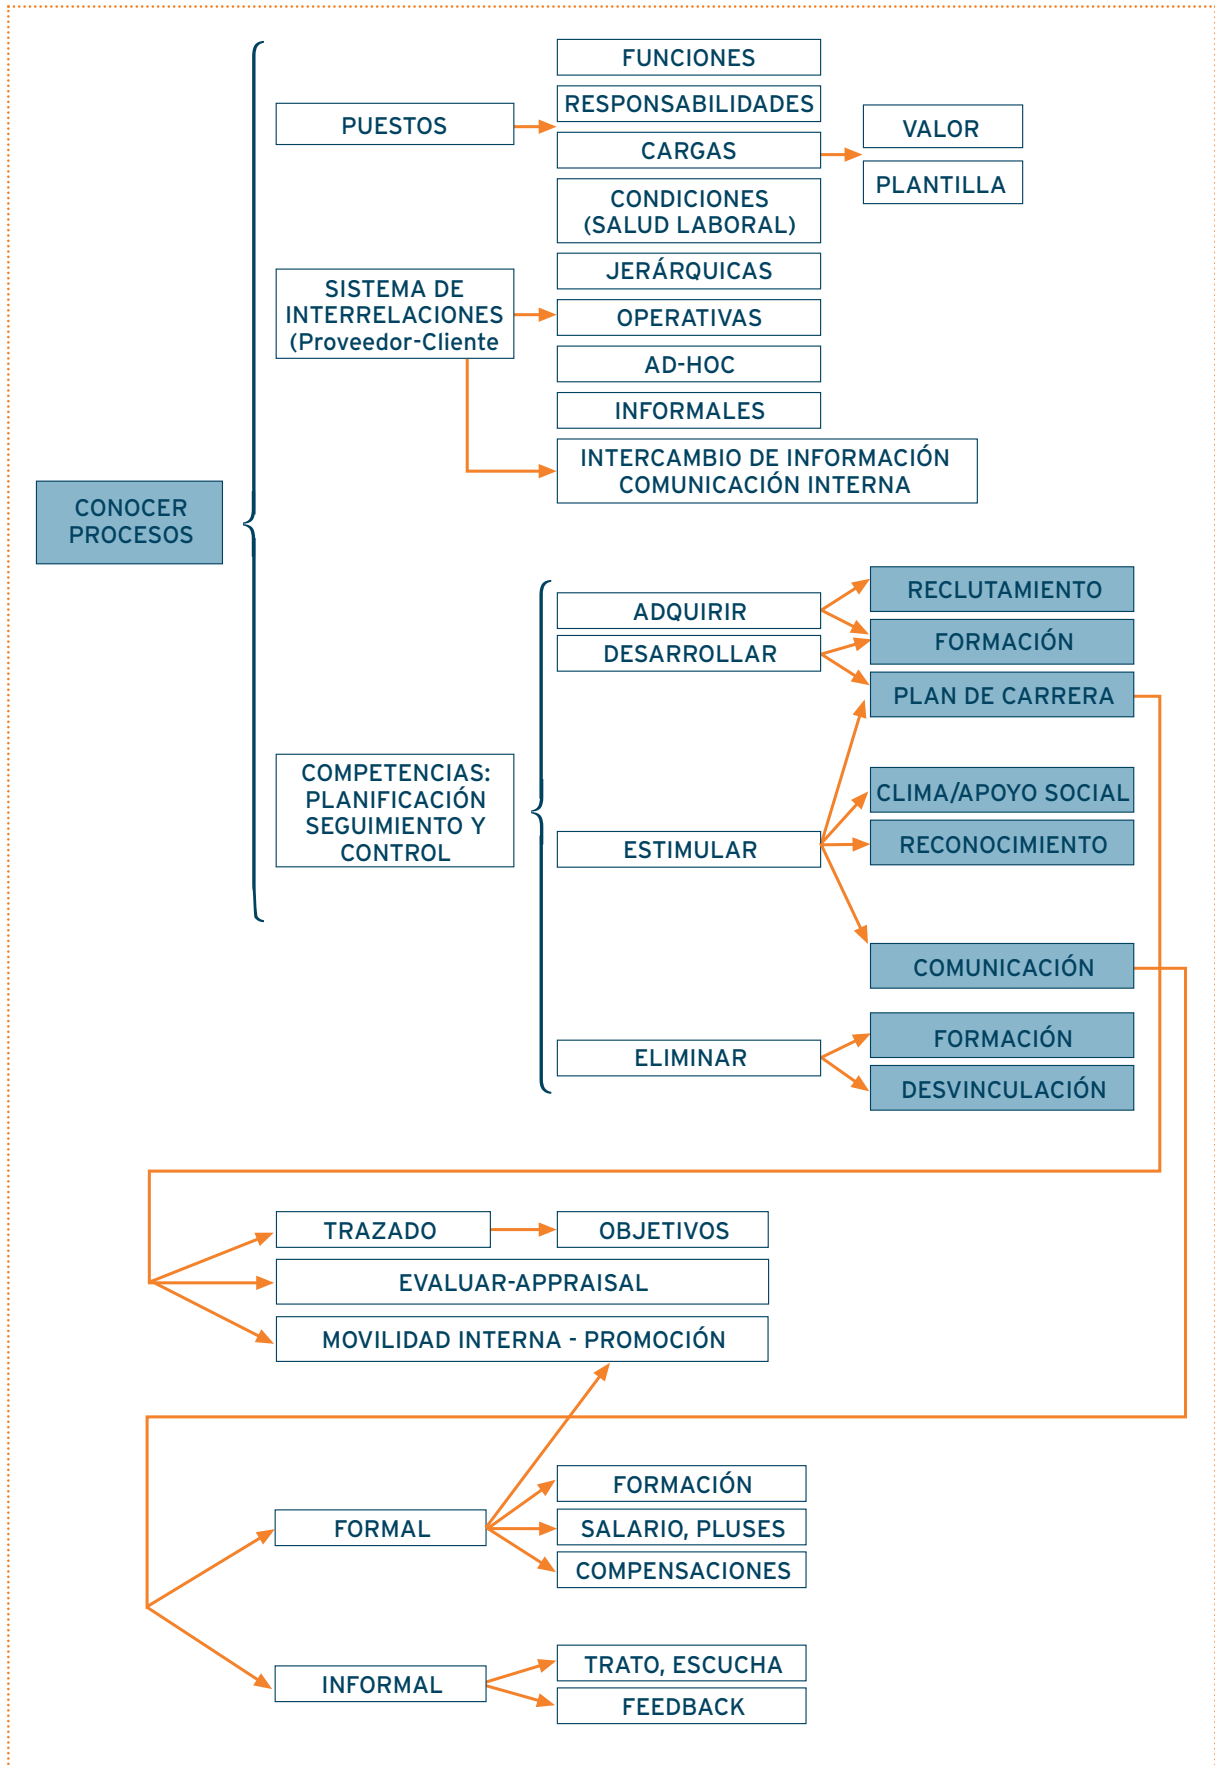 FUNCIONES
RESPONSABILIDADES
PUESTOS
VALOR
CARGAS
PLANTILLA
CONDICIONES
(SALUD LABORAL)
JERÁRQUICAS
SISTEMA DE
INTERRELACIONES
(Proveedor-Cliente
OPERATIVAS
AD-HOC
INFORMALES
INTERCAMBIO DE INFORMACIÓN
COMUNICACIÓN INTERNA
CONOCER
PROCESOS
RECLUTAMIENTO
ADQUIRIR
FORMACIÓN
DESARROLLAR
PLAN DE CARRERA
COMPETENCIAS:
PLANIFICACIÓN
SEGUIMIENTO Y
CONTROL
CLIMA/APOYO SOCIAL
ESTIMULAR
RECONOCIMIENTO
COMUNICACIÓN
FORMACIÓN
ELIMINAR
DESVINCULACIÓN
TRAZADO
OBJETIVOS
EVALUAR-APPRAISAL
MOVILIDAD INTERNA - PROMOCIÓN
FORMACIÓN
FORMAL
SALARIO, PLUSES
COMPENSACIONES
TRATO, ESCUCHA
INFORMAL
FEEDBACK